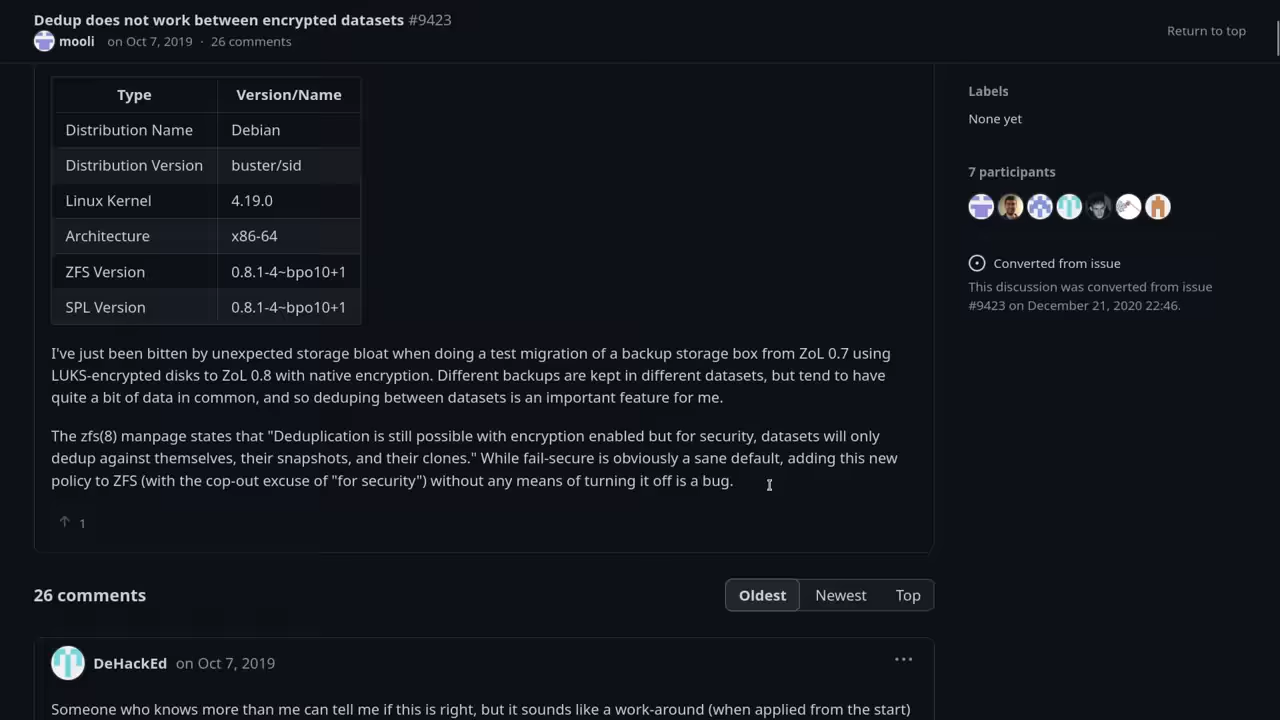 Dedup does not work between encrypted datasets #9423
mooli on Oct 7, 2019 · 26 comments
Return to top
Type Version/Name
Distribution Name Debian
Distribution Version buster/sid
Linux Kernel 4.19.0
Architecture x86-64
ZFS Version 0.8.1-4~bpo10+1
SPL Version 0.8.1-4~bpo10+1
I've just been bitten by unexpected storage bloat when doing a test migration of a backup storage box from ZoL 0.7 using
LUKS-encrypted disks to ZoL 0.8 with native encryption. Different backups are kept in different datasets, but tend to have
quite a bit of data in common, and so deduping between datasets is an important feature for me.
The zfs(8) manpage states that "Deduplication is still possible with encryption enabled but for security, datasets will only
dedup against themselves, their snapshots, and their clones." While fail-secure is obviously a sane default, adding this new
policy to ZFS (with the cop-out excuse of "for security") without any means of turning it off is a bug.
↑ 1
26 comments
Oldest Newest Top
DeHackEd on Oct 7, 2019
Someone who knows more than me can tell me if this is right, but it sounds like a work-around (when applied from the start)
Labels
None yet
7 participants
Converted from issue
This discussion was converted from issue
#9423 on December 21, 2020 22:46.